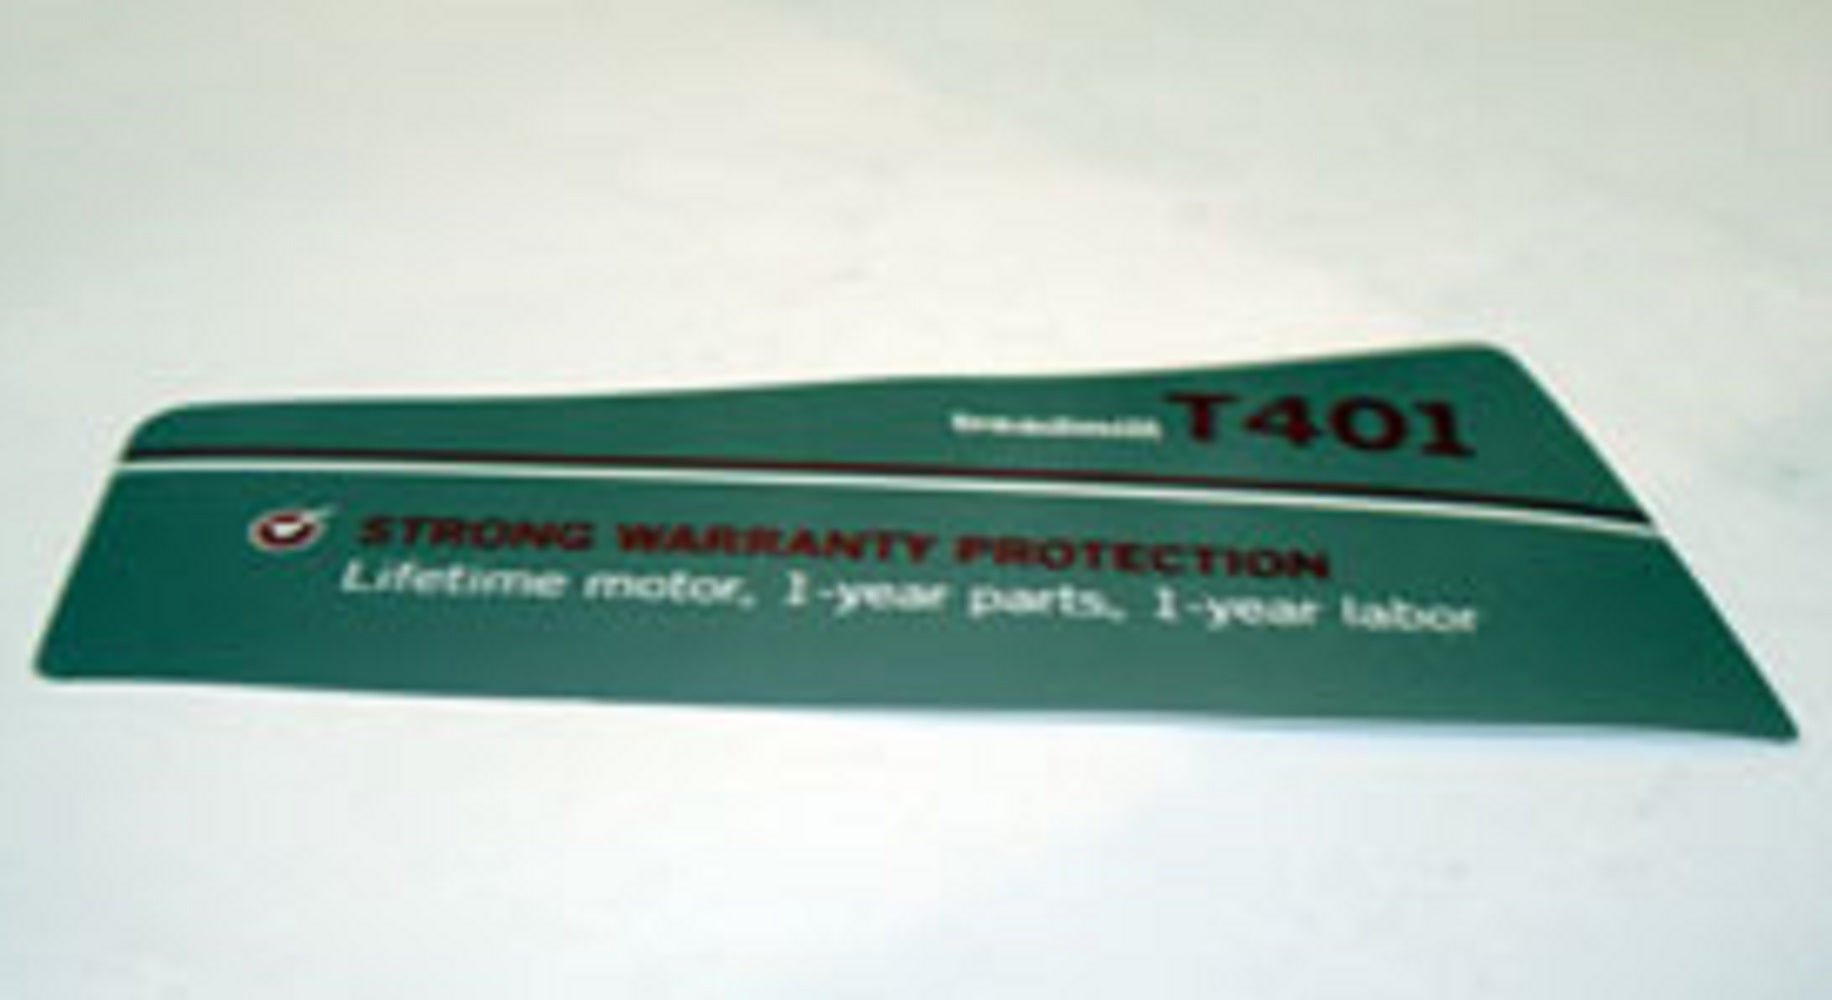 treadmill T401
STRONG WARRANTY PROTECTION
Lifetime motor, 1-year parts, 1-year labor